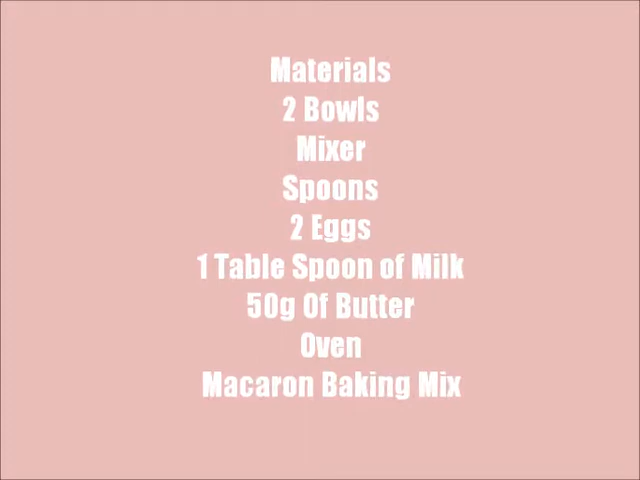 Materials
2 Bowls
Mixer
Spoons
2 Eggs
1 Table Spoon of Milk
50g Of Butter
Oven
Macaron Baking Mix